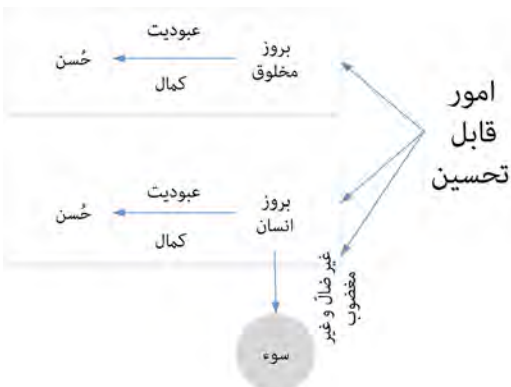 امور
قابل
تحسین
بروز
مخلوق
عبودیت
کمال
حُسن
بروز
انسان
عبودیت
کمال
حُسن
غیر ضالّ و غیر
مغضوب
سوء